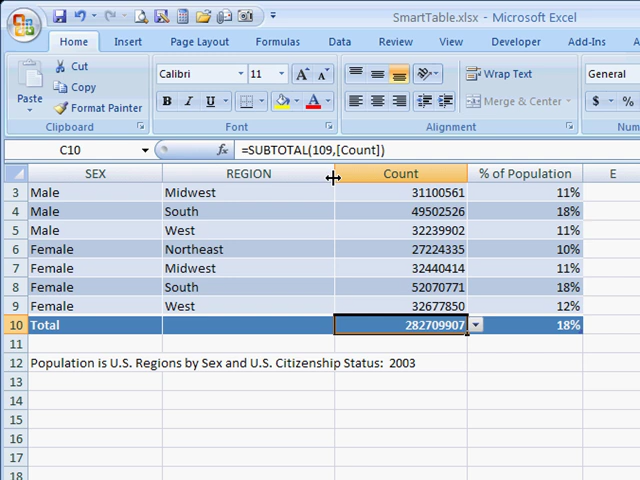 SmartTable.xlsx - Microsoft Excel
Home Insert Page Layout Formulas Data Review View Developer Add-Ins
Paste Cut Copy Format Painter Clipboard
Calibri 11 A A B I U A Font
Wrap Text Merge & Center Alignment
General $ % Num
C10 fx =SUBTOTAL(109,[Count])
SEX REGION Count % of Population E
3 Male Midwest 31100561 11%
4 Male South 49502526 18%
5 Male West 32239902 11%
6 Female Northeast 27224335 10%
7 Female Midwest 32440414 11%
8 Female South 52070771 18%
9 Female West 32677850 12%
10 Total 282709907 18%
11
12 Population is U.S. Regions by Sex and U.S. Citizenship Status: 2003
13
14
15
16
17
18